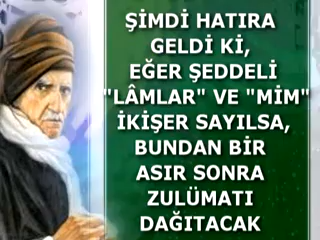 ŞİMDİ HATIRA
GELDİ Kİ,
EĞER ŞEDDELİ
"LÂMLAR" VE "MİM"
İKİŞER SAYILSA,
BUNDAN BİR
ASIR SONRA
ZULÜMATI
DAĞITACAK